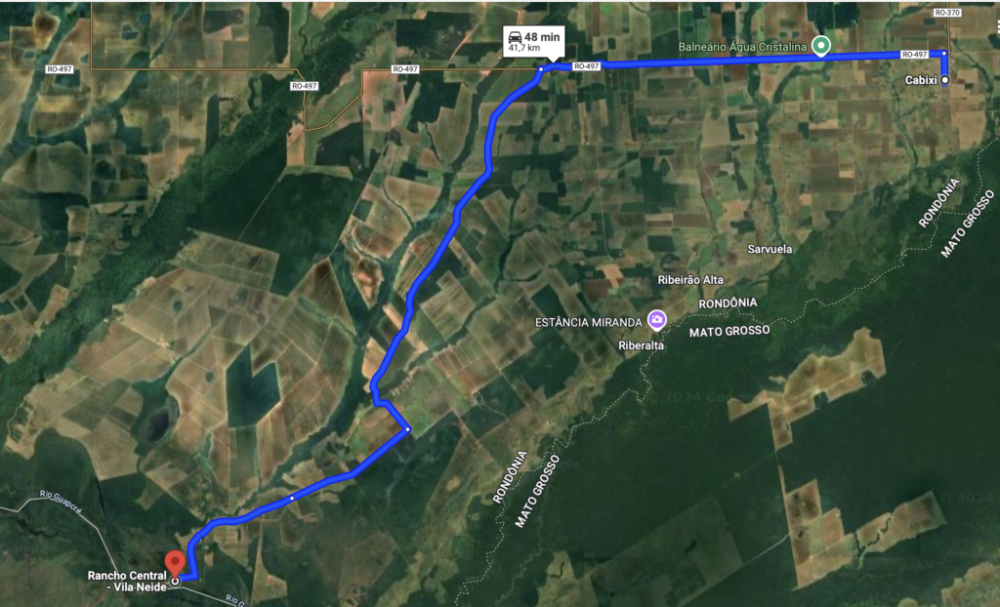 RO-370
48 min
41,7 km
Balneário Água Cristalina
RO-497
RO-497
RO-497
RO-497
RO-497
Cabixi
RONDÔNIA
MATO GROSSO
Sarvuela
Ribeirão Alta
RONDÔNIA
ESTÂNCIA MIRANDA
MATO GROSSO
Riberalta
RONDÔNIA
MATO GROSSO
Rio Guaporé
Rancho Central
- Vila Neide
Rio G